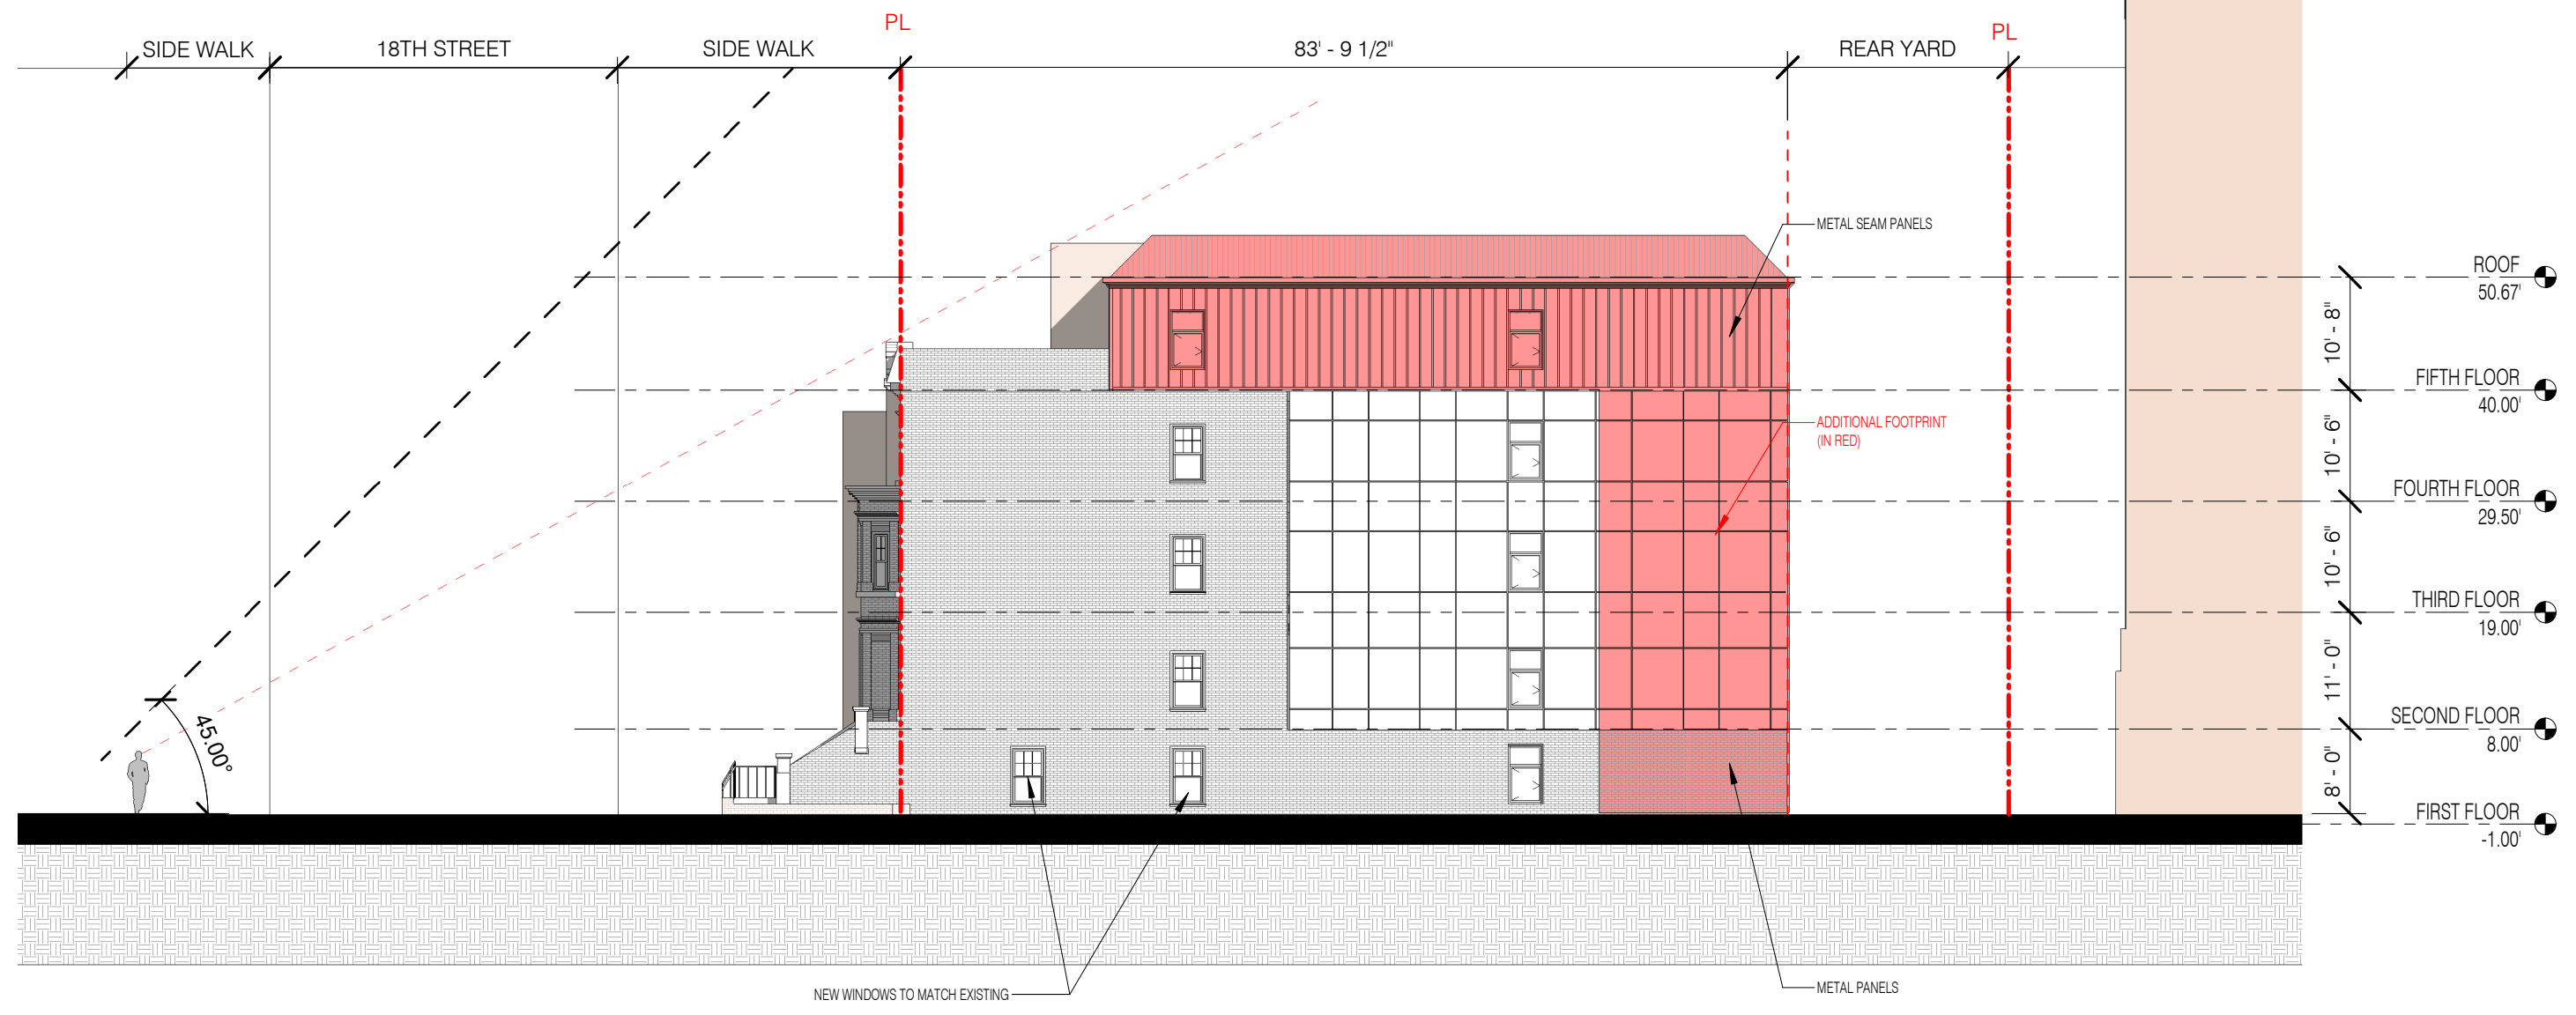 PL
SIDE WALK
18TH STREET
SIDE WALK
83' - 9 1/2"
REAR YARD
PL
METAL SEAM PANELS
ROOF
50.67'
10' - 8"
FIFTH FLOOR
40.00'
ADDITIONAL FOOTPRINT
(IN RED)
10' - 6"
FOURTH FLOOR
29.50'
10' - 6"
THIRD FLOOR
19.00'
11' - 0"
SECOND FLOOR
8.00'
45.00°
8' - 0"
FIRST FLOOR
-1.00'
NEW WINDOWS TO MATCH EXISTING
METAL PANELS